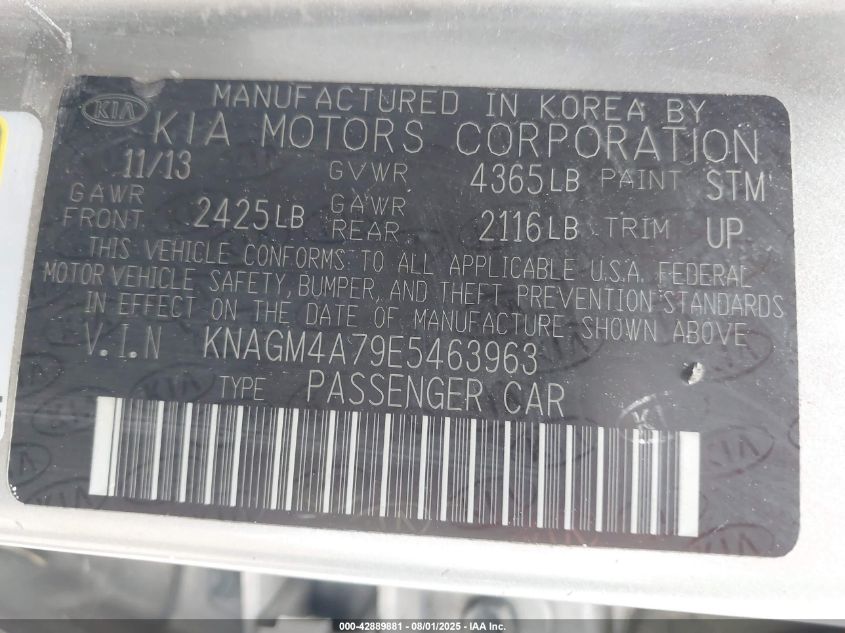 MANUFACTURED IN KOREA BY
KIA
KIA MOTORS CORPORATION
11/13 GVWR 4365LB PAINT STM
GAWR FRONT 2425LB GAWR REAR 2116LB TRIM UP
THIS VEHICLE CONFORMS TO ALL APPLICABLE U.S.A. FEDERAL
MOTOR VEHICLE SAFETY, BUMPER, AND THEFT PREVENTION STANDARDS
IN EFFECT ON THE DATE OF MANUFACTURE SHOWN ABOVE
V.I.N KNAGM4A79E5463963
TYPE PASSENGER CAR
KIA
000-42889881 - 08/01/2025 - IAA, Inc.